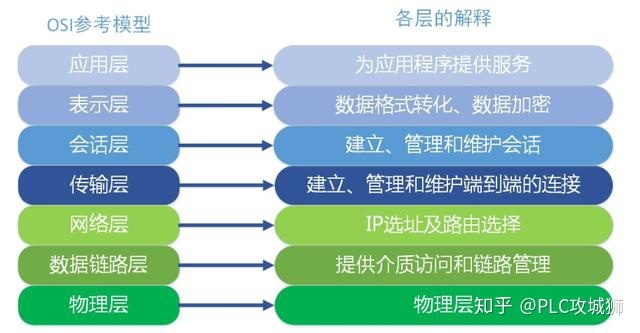 OSI参考模型 各层的解释
应用层 为应用程序提供服务
表示层 数据格式转化、数据加密
会话层 建立、管理和维护会话
传输层 建立、管理和维护端到端的连接
网络层 IP选址及路由选择
数据链路层 提供介质访问和链路管理
物理层 物理层
知乎 @PLC攻城狮